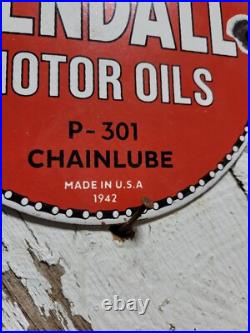 ENDALL
MOTOR OILS
P-301
CHAINLUBE
MADE IN U.S.A
1942